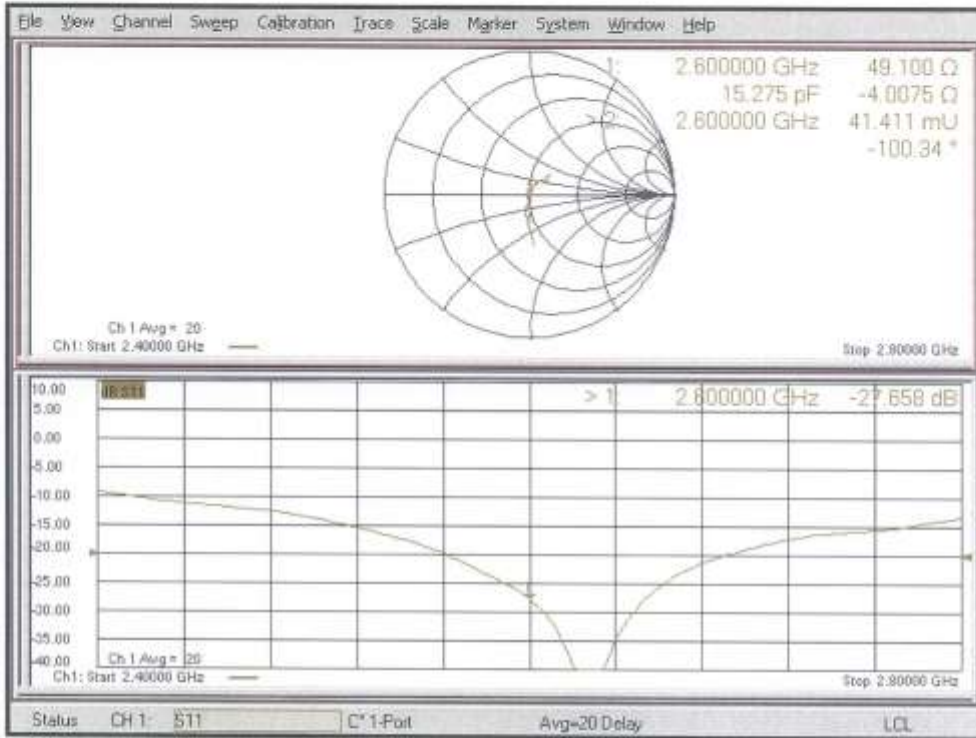 File View Channel Sweep Calibration Trace Scale Marker System Window Help
1: 2.600000 GHz 49.100 Ω
15.275 pF -4.0075 Ω
> 2: 2.600000 GHz 41.411 mU
-100.34 °
Ch 1 Avg = 20
Ch1: Start 2.40000 GHz
Stop 2.80000 GHz
10.00 dB S11 > 1: 2.600000 GHz -27.658 dB
5.00
0.00
-5.00
-10.00
-15.00
-20.00
-25.00
-30.00
-35.00
-40.00
Ch 1 Avg = 20
Ch1: Start 2.40000 GHz
Stop 2.80000 GHz
Status CH 1: S11 C* 1-Port Avg=20 Delay LCL